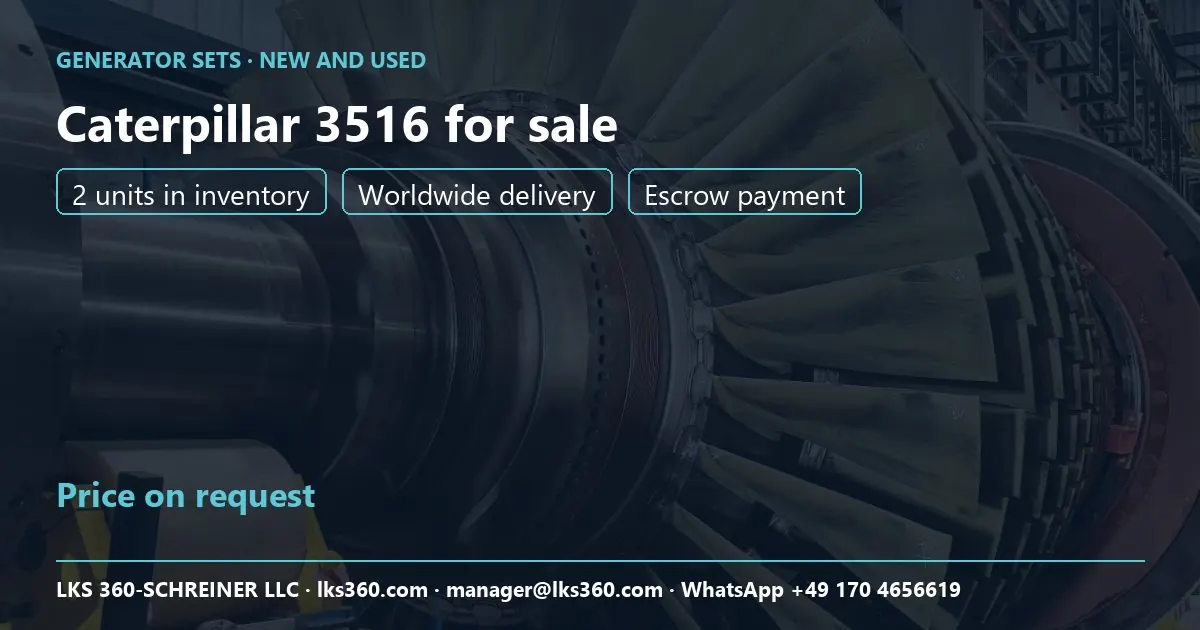 GENERATOR SETS · NEW AND USED
Caterpillar 3516 for sale
2 units in inventory Worldwide delivery Escrow payment
Price on request
LKS 360-SCHREINER LLC · lks360.com · manager@lks360.com · WhatsApp +49 170 4656619